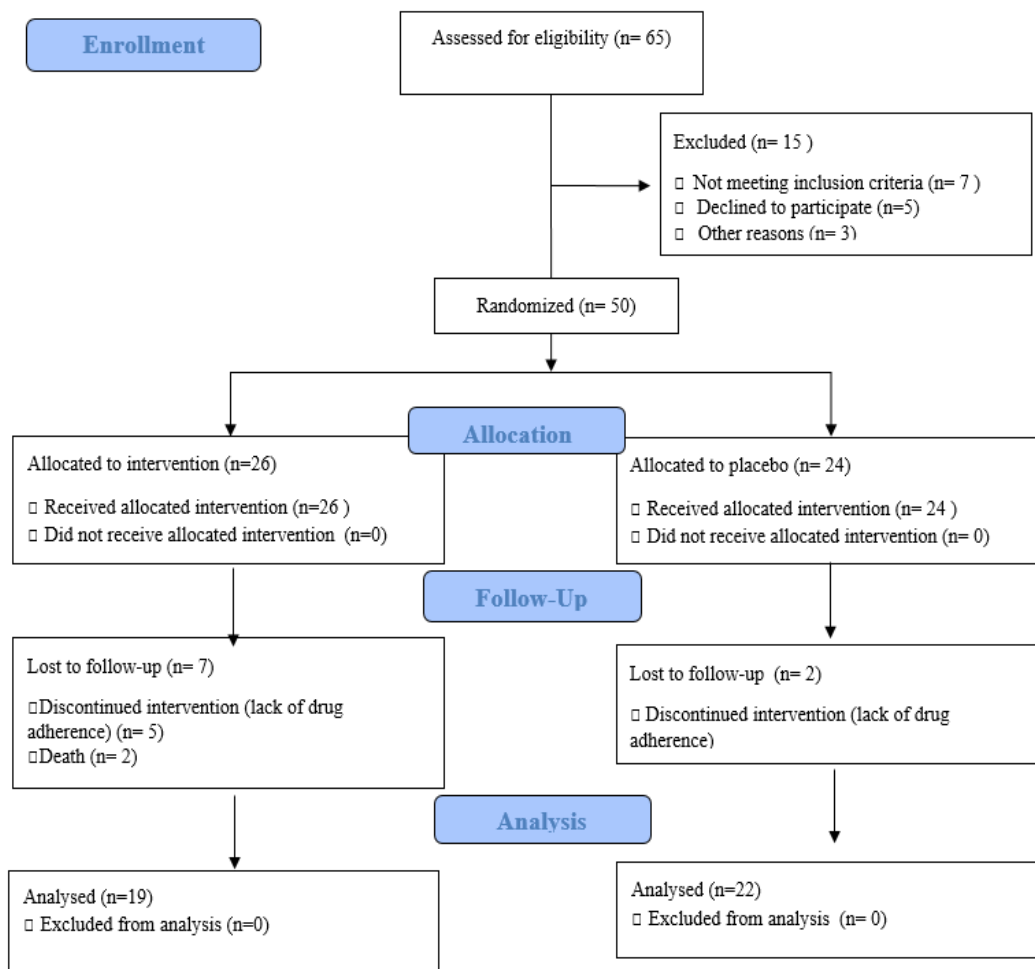 Enrollment
Assessed for eligibility (n= 65)
Excluded (n= 15 )
▯ Not meeting inclusion criteria (n= 7 )
▯ Declined to participate (n=5)
▯ Other reasons (n= 3)
Randomized (n= 50)
Allocation
Allocated to intervention (n=26)
▯ Received allocated intervention (n=26 )
▯ Did not receive allocated intervention (n=0)
Allocated to placebo (n= 24)
▯ Received allocated intervention (n= 24 )
▯ Did not receive allocated intervention (n= 0)
Follow-Up
Lost to follow-up (n= 7)
▯Discontinued intervention (lack of drug
adherence) (n= 5)
▯Death (n= 2)
Lost to follow-up (n= 2)
▯ Discontinued intervention (lack of drug
adherence)
Analysis
Analysed (n=19)
▯ Excluded from analysis (n=0)
Analysed (n=22)
▯ Excluded from analysis (n= 0)